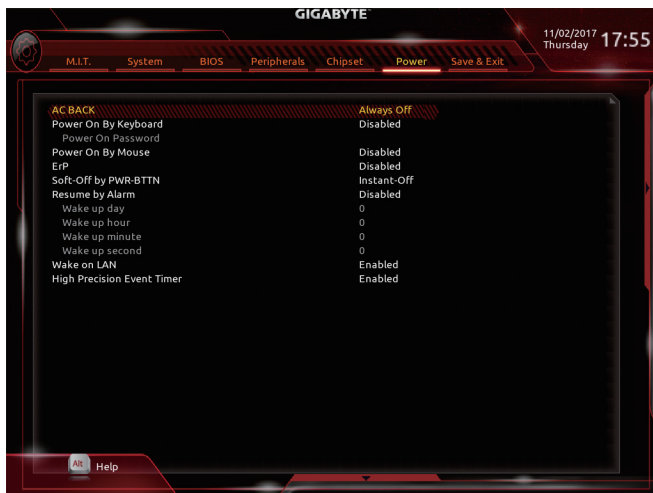 GIGABYTE™
11/02/2017 17:55
Thursday
M.I.T. System BIOS Peripherals Chipset Power Save & Exit
AC BACK Always Off
Power On By Keyboard Disabled
Power On Password
Power On By Mouse Disabled
ErP Disabled
Soft-Off by PWR-BTTN Instant-Off
Resume by Alarm Disabled
Wake up day 0
Wake up hour 0
Wake up minute 0
Wake up second 0
Wake on LAN Enabled
High Precision Event Timer Enabled
Alt Help